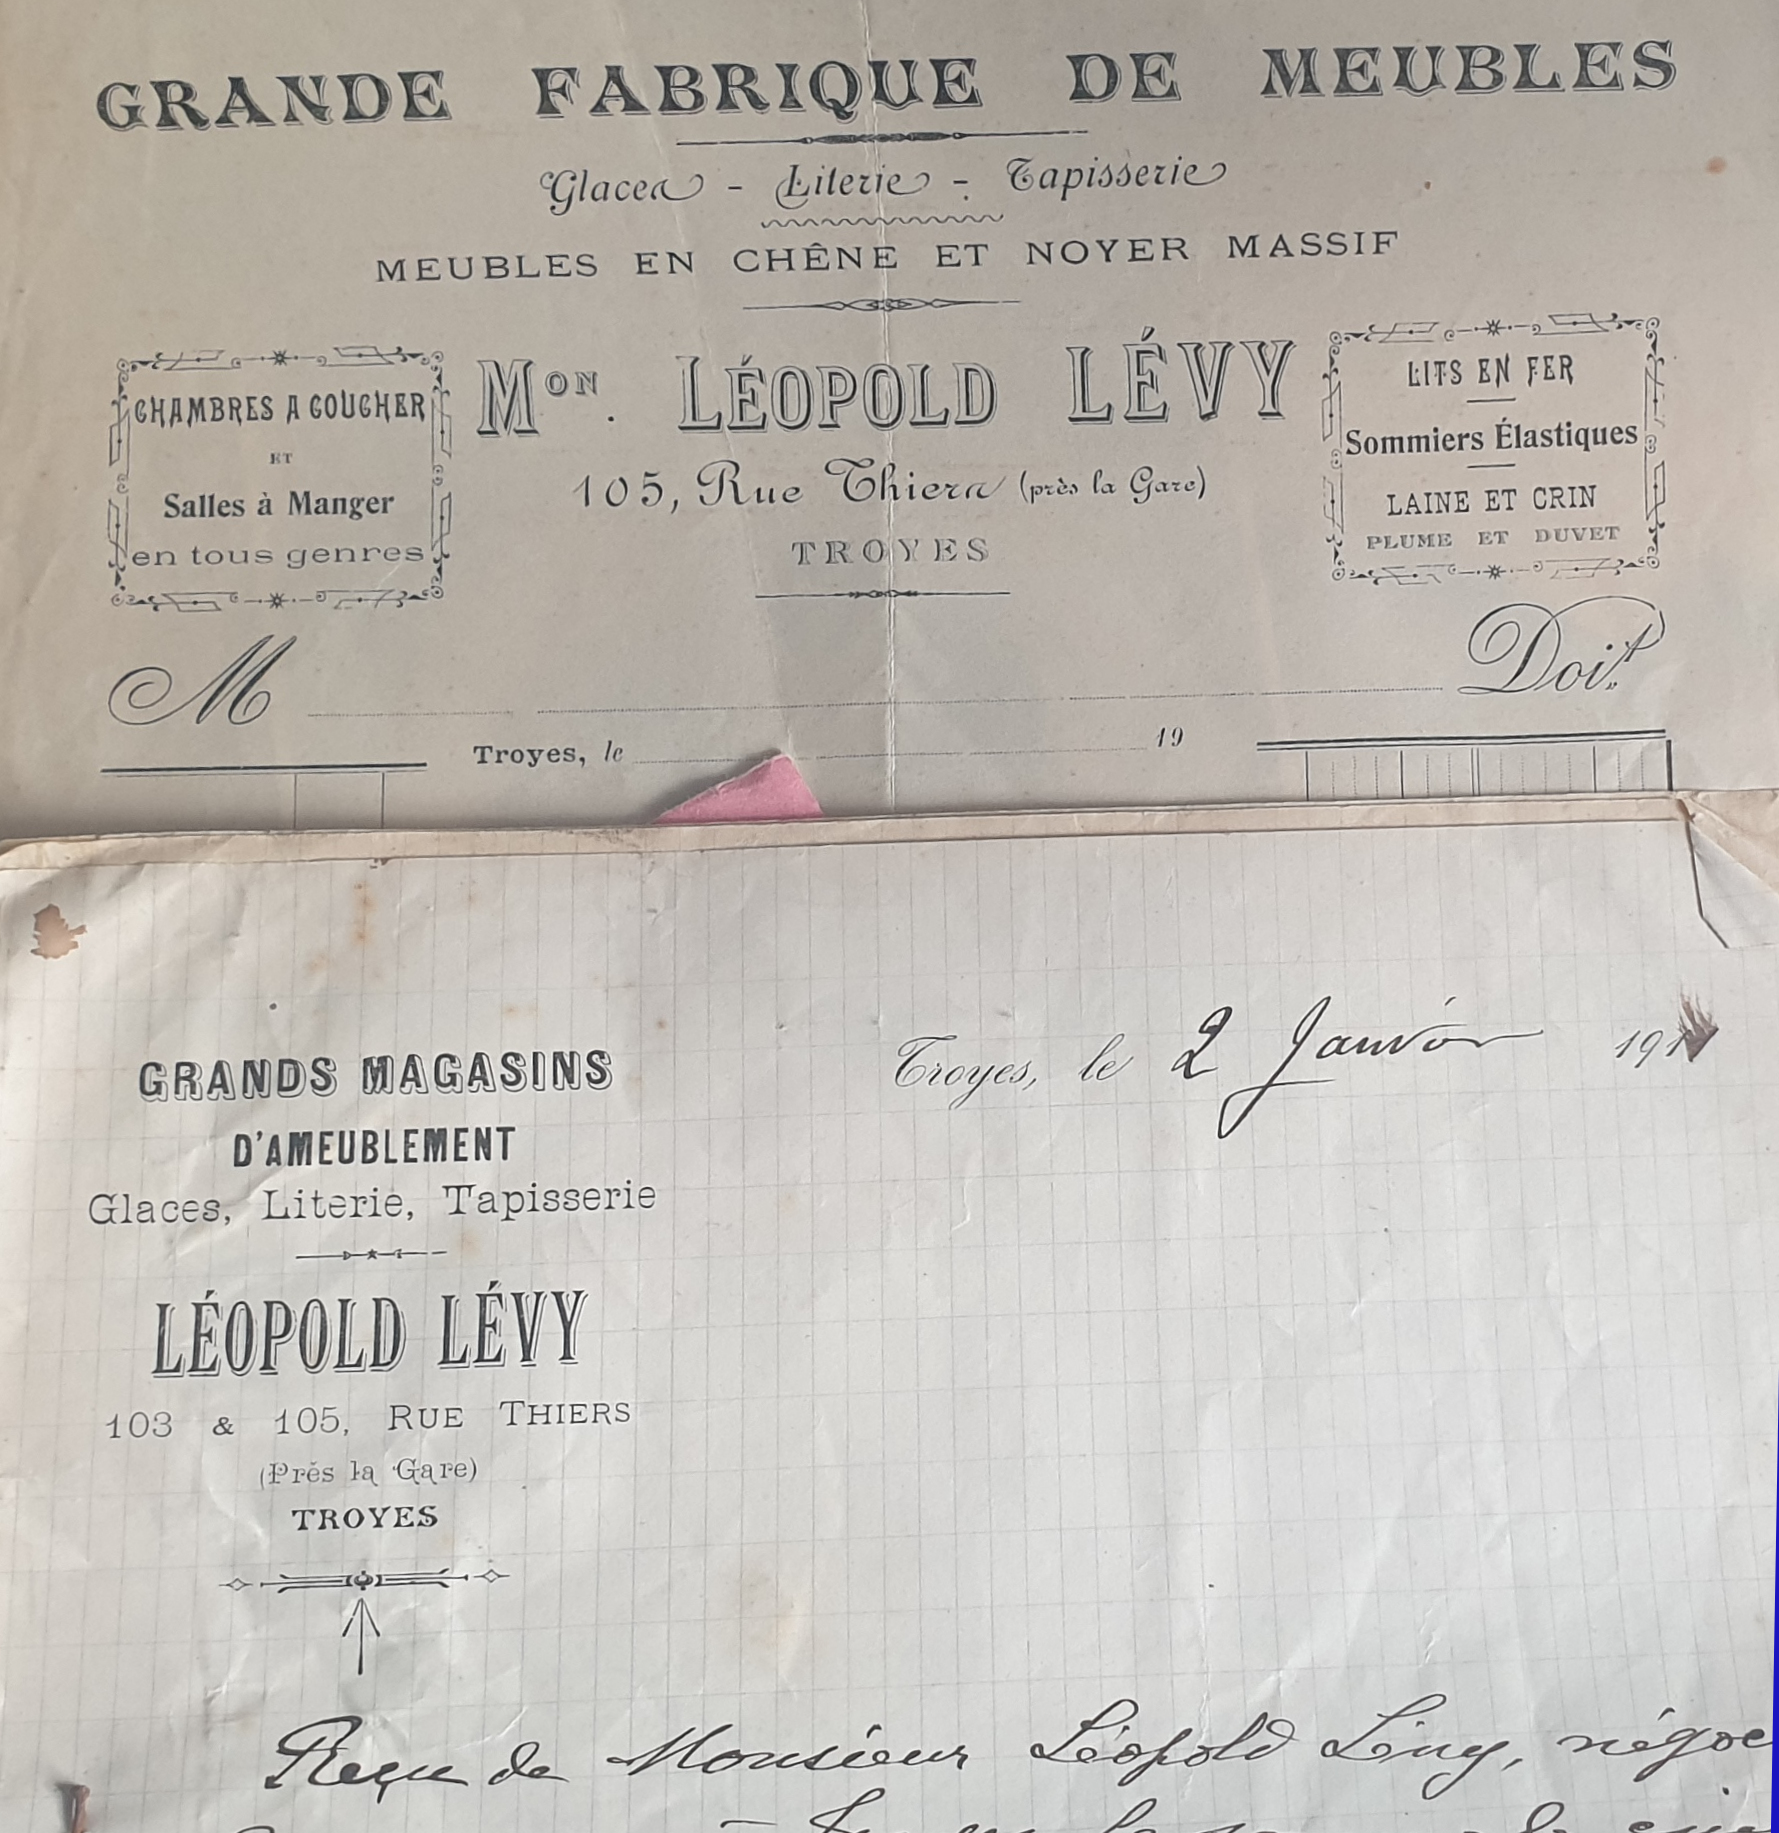 GRANDE FABRIQUE DE MEUBLES
Glaces - Literie - Tapisserie
MEUBLES EN CHÊNE ET NOYER MASSIF
CHAMBRES A COUCHER
ET
Salles à Manger
en tous genres
Mon. LÉOPOLD LÉVY
105, Rue Thiers (près la Gare)
TROYES
LITS EN FER
Sommiers Élastiques
LAINE ET CRIN
PLUME ET DUVET
M Doit
Troyes, le 19
Troyes, le 2 Janvier 191
GRANDS MAGASINS
D'AMEUBLEMENT
Glaces, Literie, Tapisserie
LÉOPOLD LÉVY
103 & 105, RUE THIERS
(Près la Gare)
TROYES
Reçu de Monsieur Léopold Lévy, négoc